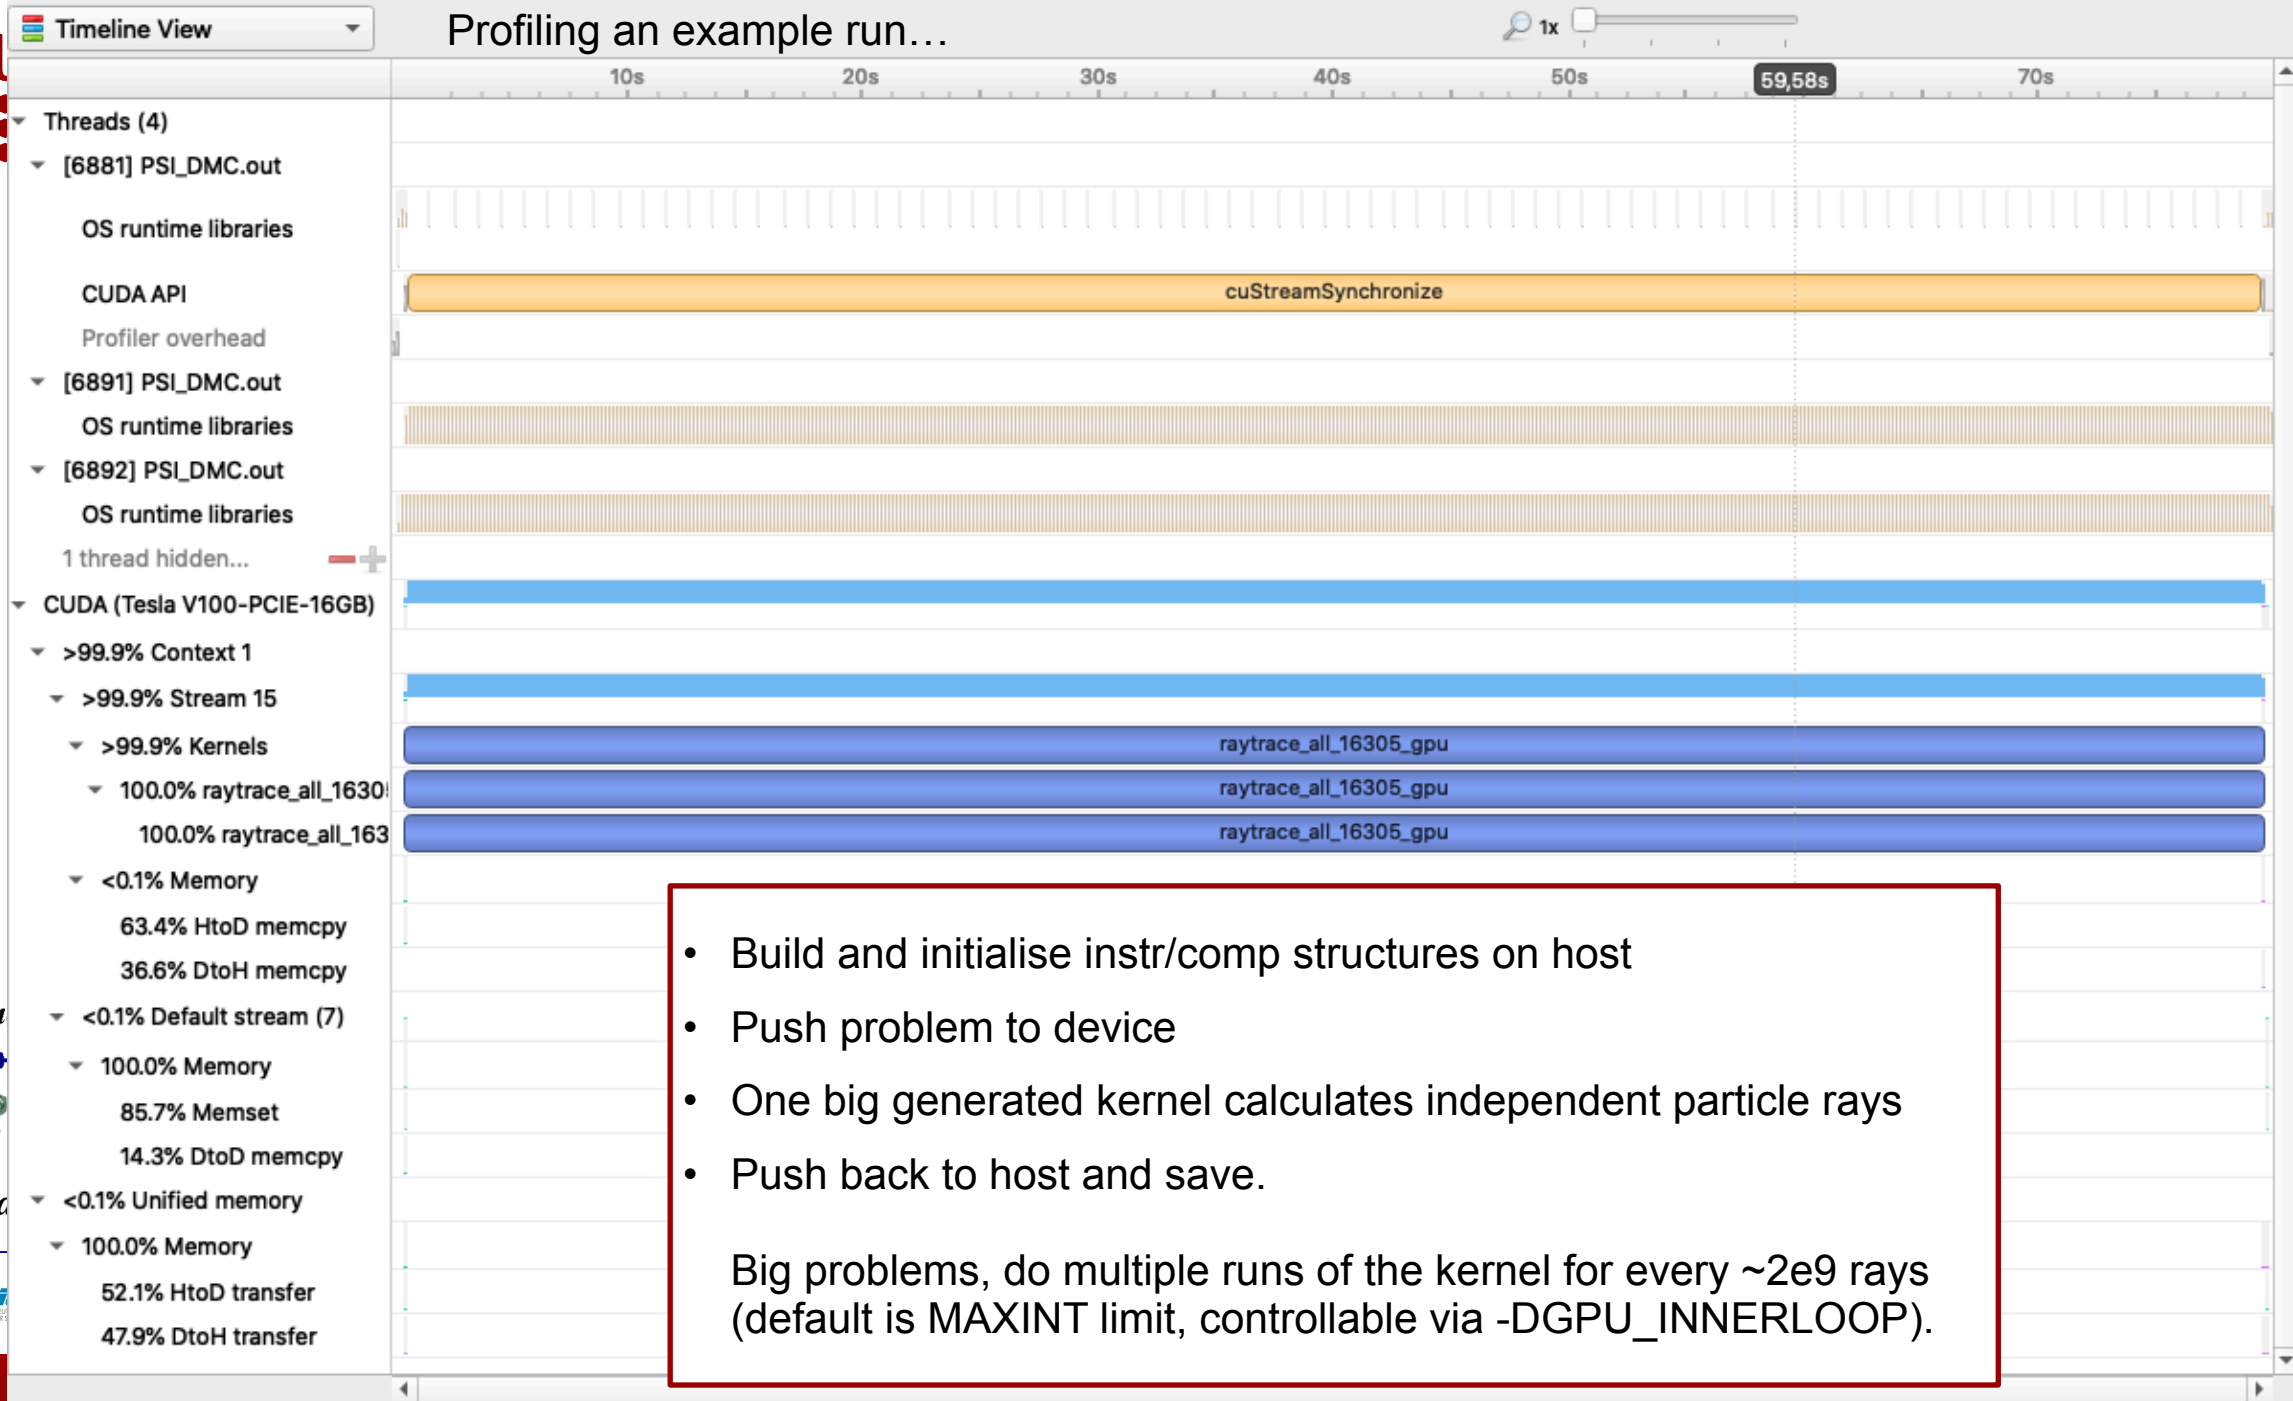 Timeline View
Profiling an example run…
1x
10s 20s 30s 40s 50s 59,58s 70s
Threads (4)
[6881] PSI_DMC.out
OS runtime libraries
CUDA API
cuStreamSynchronize
Profiler overhead
[6891] PSI_DMC.out
OS runtime libraries
[6892] PSI_DMC.out
OS runtime libraries
1 thread hidden...
CUDA (Tesla V100-PCIE-16GB)
>99.9% Context 1
>99.9% Stream 15
>99.9% Kernels
raytrace_all_16305_gpu
100.0% raytrace_all_1630
raytrace_all_16305_gpu
100.0% raytrace_all_163
raytrace_all_16305_gpu
<0.1% Memory
63.4% HtoD memcpy
36.6% DtoH memcpy
<0.1% Default stream (7)
100.0% Memory
85.7% Memset
14.3% DtoD memcpy
<0.1% Unified memory
100.0% Memory
52.1% HtoD transfer
47.9% DtoH transfer
• Build and initialise instr/comp structures on host
• Push problem to device
• One big generated kernel calculates independent particle rays
• Push back to host and save.
Big problems, do multiple runs of the kernel for every ~2e9 rays
(default is MAXINT limit, controllable via -DGPU_INNERLOOP).